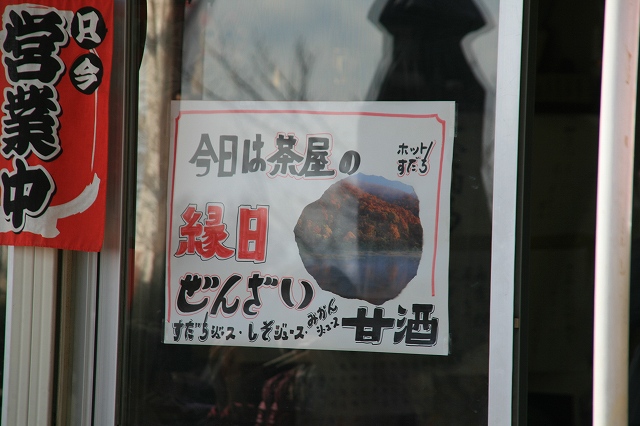 只今
営業中
今日は茶屋の
ホット
すだち
縁日
ぜんざい
すだちジュース・しそジュース・みかんジュース
甘酒